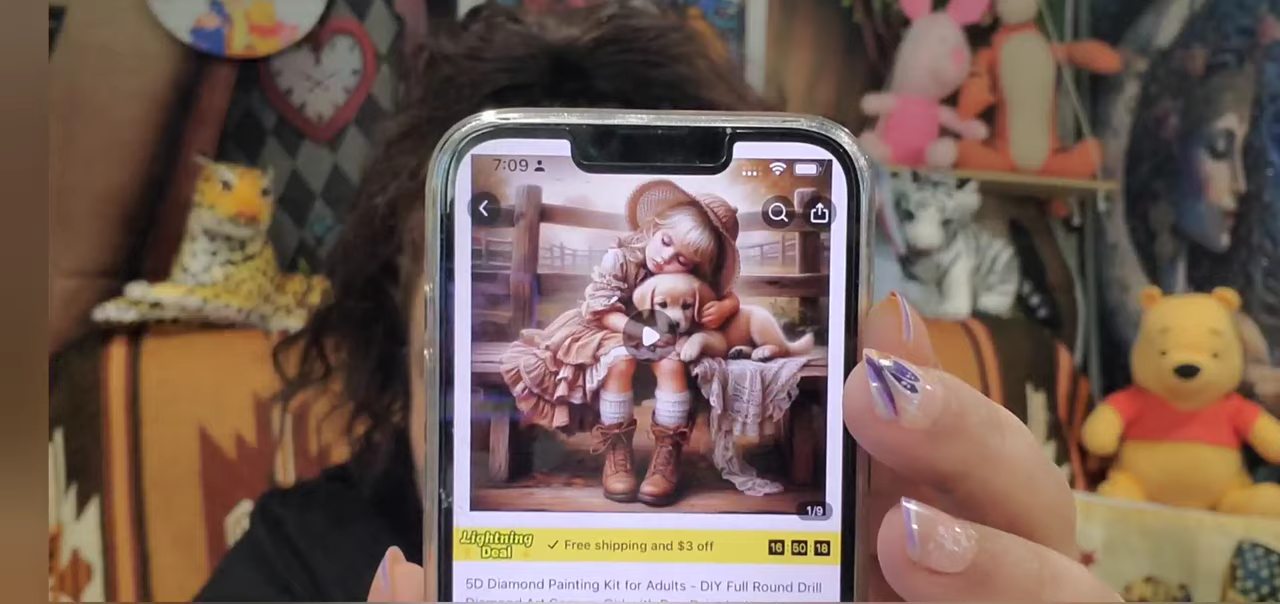 7:09
1/9
Lightning
Deal
✓ Free shipping and $3 off
16 50 18
5D Diamond Painting Kit for Adults - DIY Full Round Drill